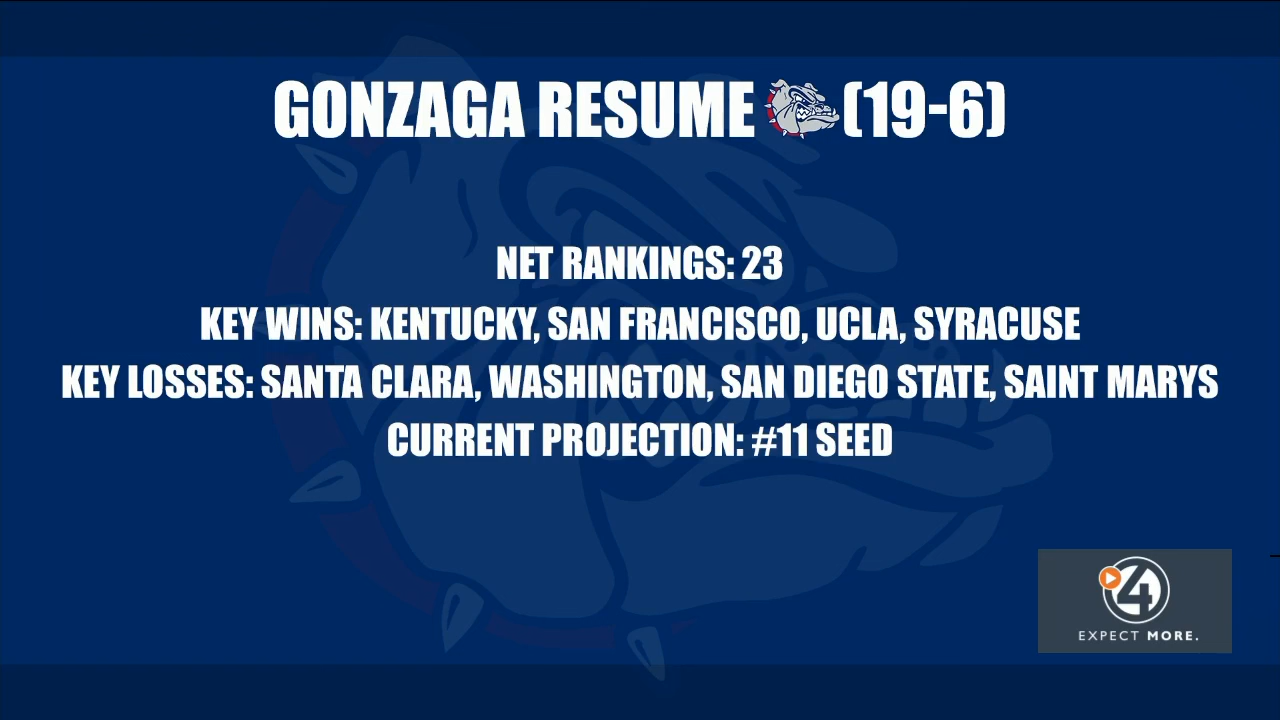 GONZAGA RESUME (19-6)
NET RANKINGS: 23
KEY WINS: KENTUCKY, SAN FRANCISCO, UCLA, SYRACUSE
KEY LOSSES: SANTA CLARA, WASHINGTON, SAN DIEGO STATE, SAINT MARYS
CURRENT PROJECTION: #11 SEED
4
EXPECT MORE.